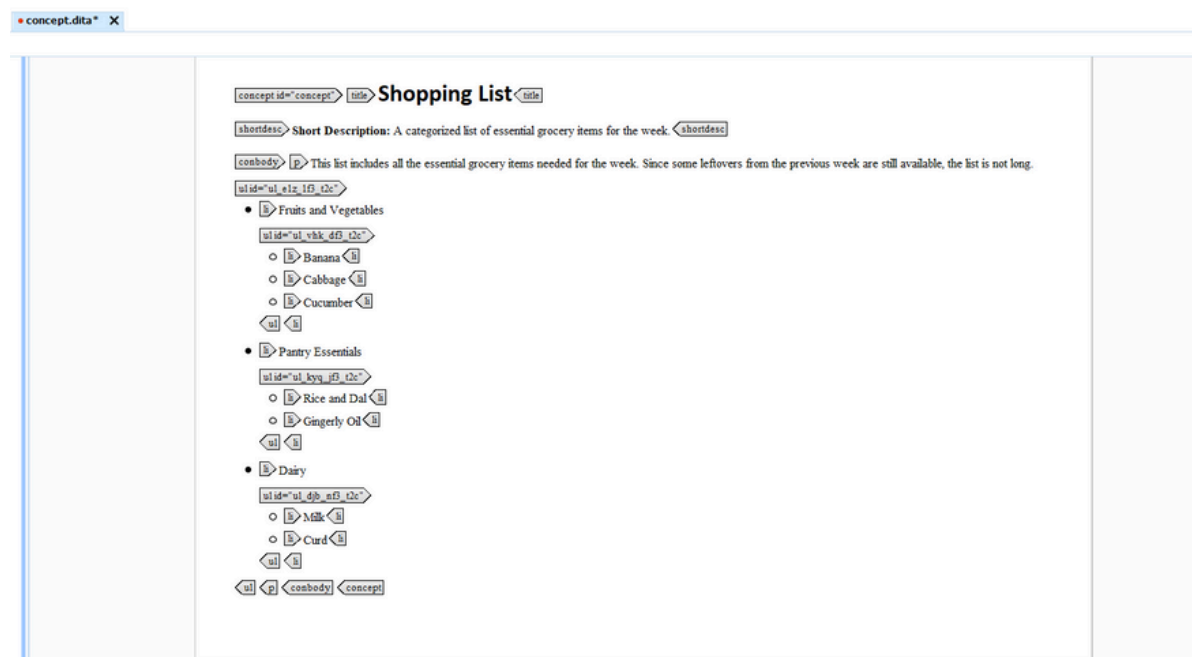 concept.dita* X
concept id="concept" title Shopping List title
shortdesc Short Description: A categorized list of essential grocery items for the week. shortdesc
conbody p This list includes all the essential grocery items needed for the week. Since some leftovers from the previous week are still available, the list is not long.
ul id="ul_e1z_1f3_t2c"
li Fruits and Vegetables
ul id="ul_vhk_df3_t2c"
li Banana li
li Cabbage li
li Cucumber li
ul li
li Pantry Essentials
ul id="ul_kyq_jf3_t2c"
li Rice and Dal li
li Gingerly Oil li
ul li
li Dairy
ul id="ul_djb_nf3_t2c"
li Milk li
li Curd li
ul li
ul p conbody concept